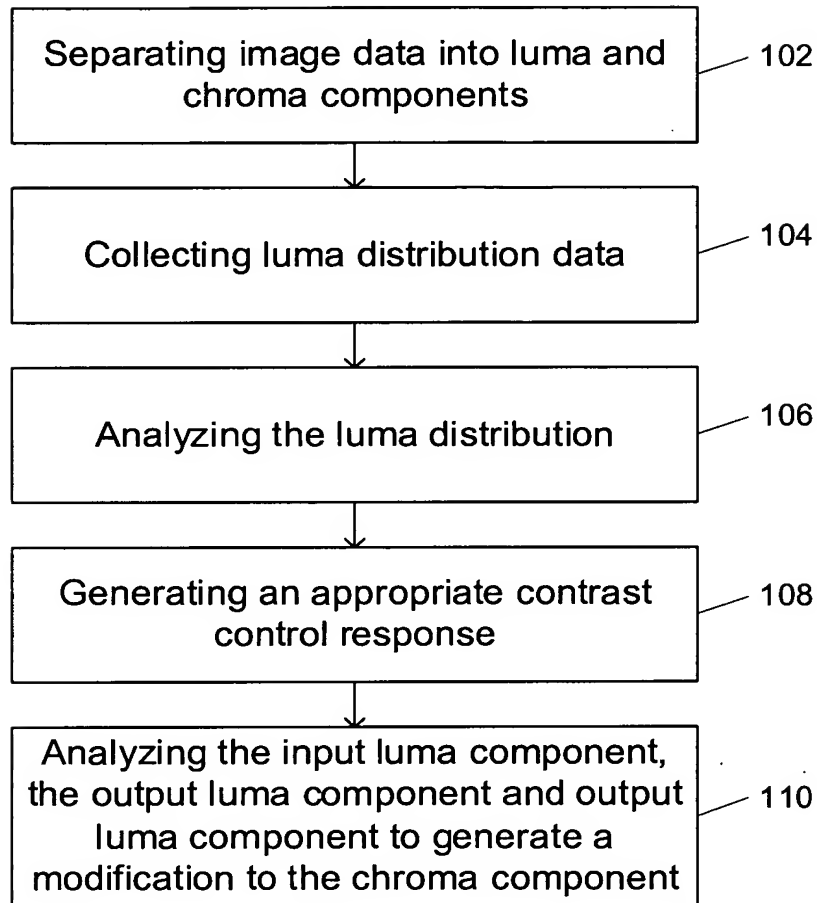 Separating image data into luma and
chroma components
102
Collecting luma distribution data
104
Analyzing the luma distribution
106
Generating an appropriate contrast
control response
108
Analyzing the input luma component,
the output luma component and output
luma component to generate a
modification to the chroma component
110